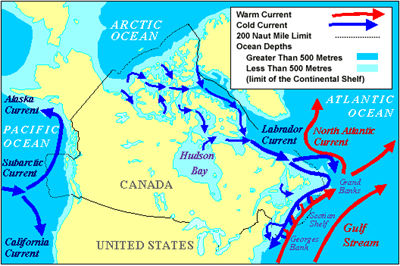 ARCTIC
OCEAN
Warm Current
Cold Current
200 Naut Mile Limit
Ocean Depths
Greater Than 500 Metres
Less Than 500 Metres
(limit of the Continental Shelf)
Alaska
Current
PACIFIC
OCEAN
Subarctic
Current
California
Current
Hudson
Bay
CANADA
UNITED STATES
Labrador
Current
ATLANTIC
OCEAN
North Atlantic
Current
Grand
Banks
Scotian
Shelf
Georges
Bank
Gulf
Stream